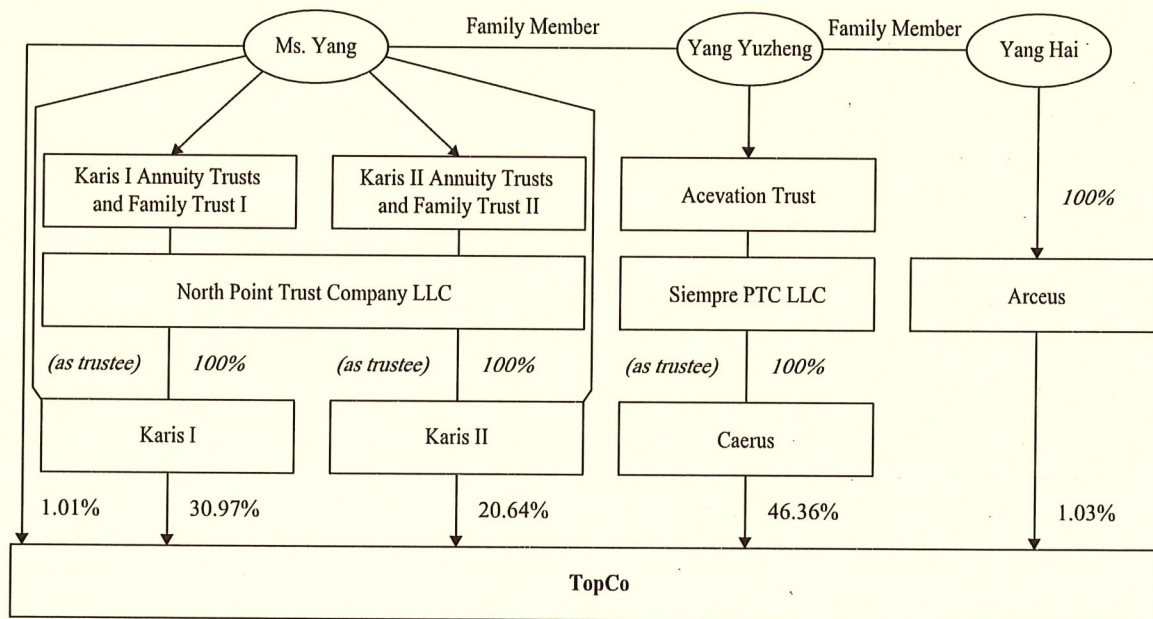 Family Member
Family Member
Ms. Yang
Yang Yuzheng
Yang Hai
Karis I Annuity Trusts
and Family Trust I
Karis II Annuity Trusts
and Family Trust II
Acevation Trust
100%
North Point Trust Company LLC
Siempre PTC LLC
Arceus
(as trustee)
100%
(as trustee)
100%
(as trustee)
100%
Karis I
Karis II
Caerus
1.01%
30.97%
20.64%
46.36%
1.03%
TopCo